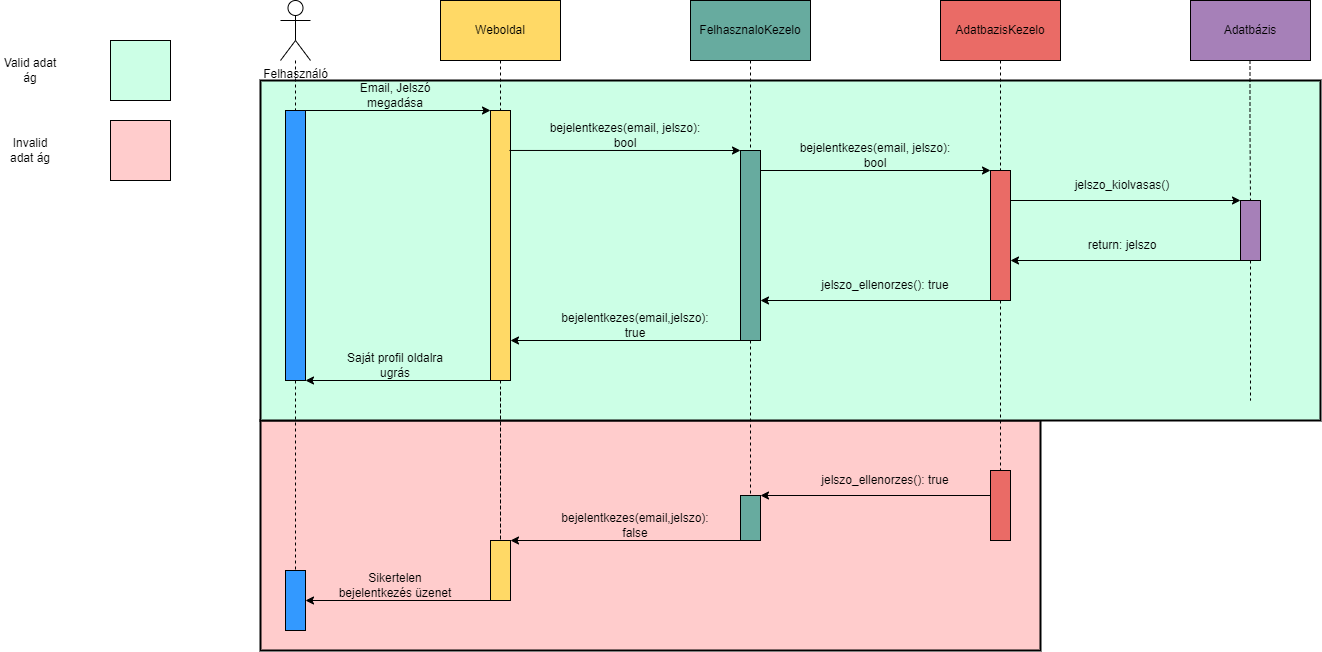 Weboldal
FelhasznaloKezelo
AdatbazisKezelo
Adatbázis
Valid adat
ág
Felhasználó
Email, Jelszó
megadása
bejelentkezes(email, jelszo):
bool
Invalid
adat ág
bejelentkezes(email, jelszo):
bool
jelszo_kiolvasas()
return: jelszo
jelszo_ellenorzes(): true
bejelentkezes(email,jelszo):
true
Saját profil oldalra
ugrás
jelszo_ellenorzes(): true
bejelentkezes(email,jelszo):
false
Sikertelen
bejelentkezés üzenet